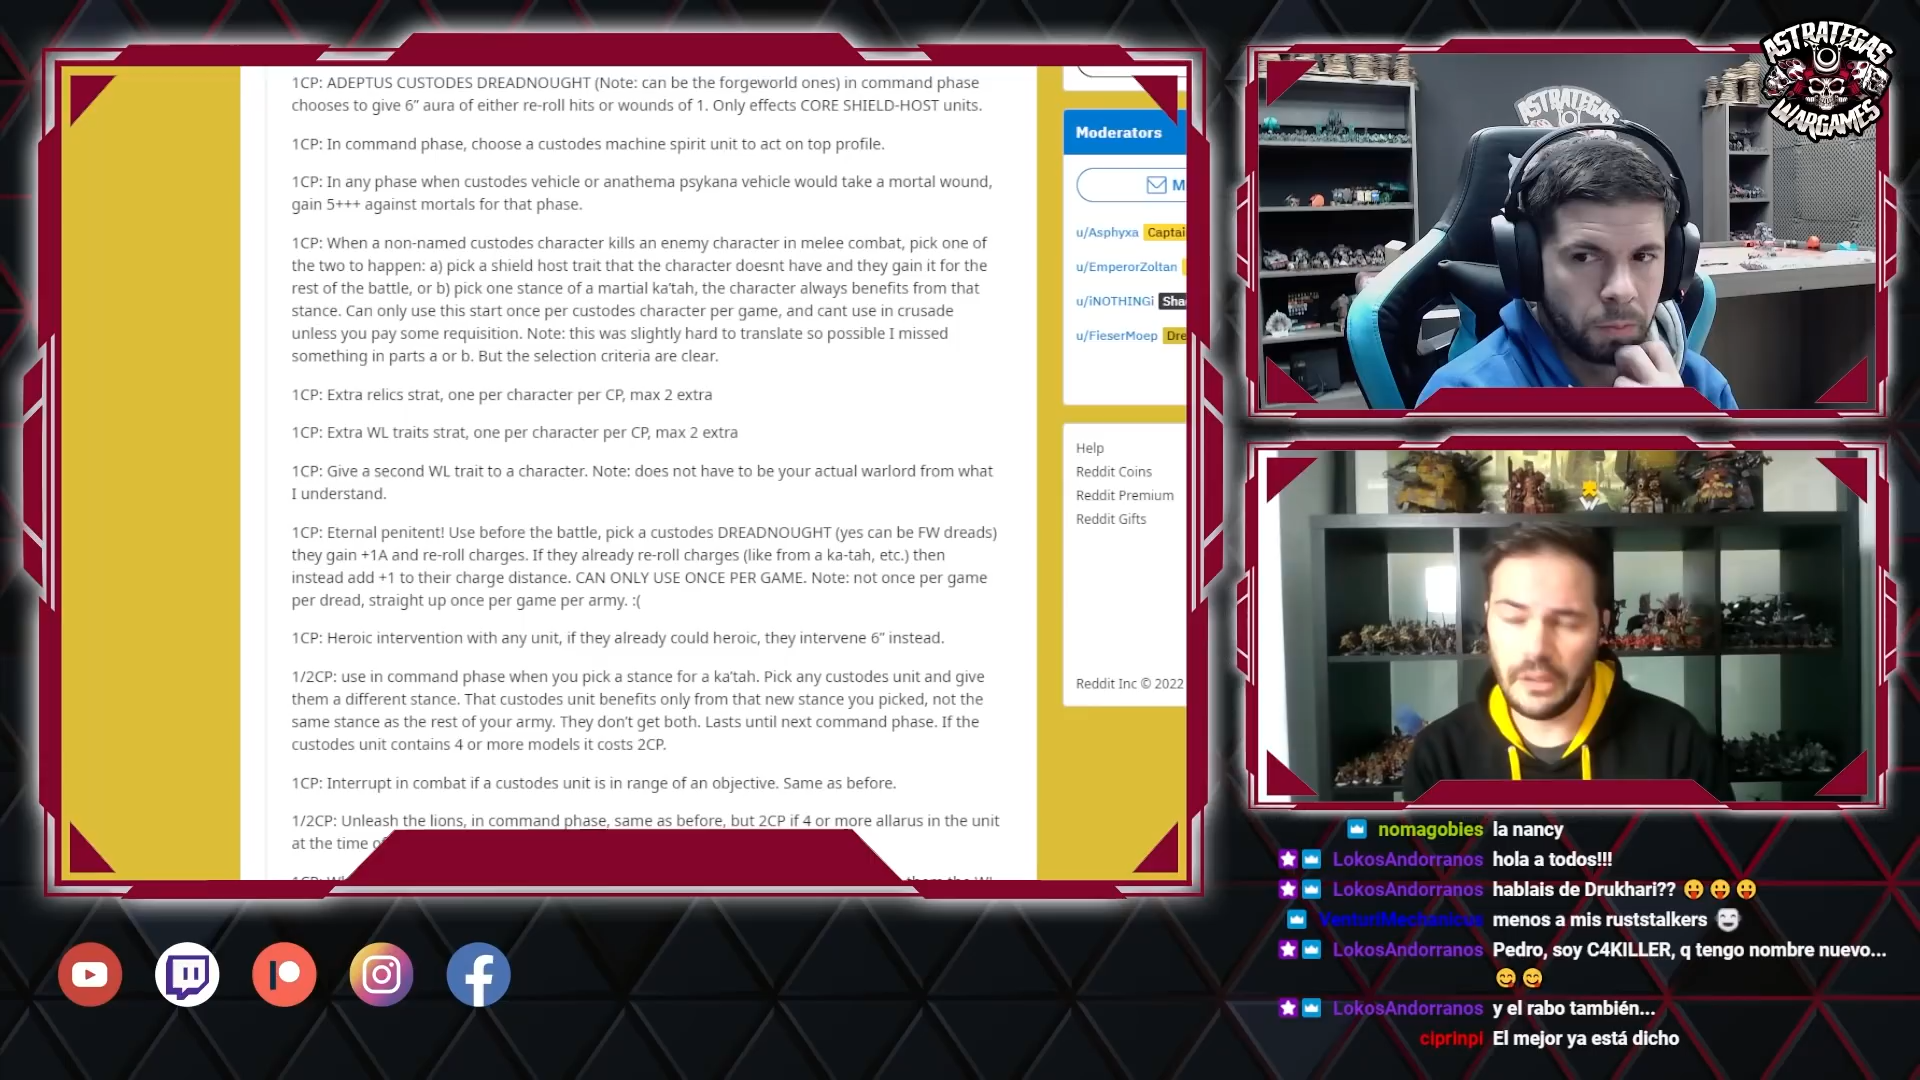 1CP: ADEPTUS CUSTODES DREADNOUGHT (Note: can be the forgeworld ones) in command phase
chooses to give 6” aura of either re-roll hits or wounds of 1. Only effects CORE SHIELD-HOST units.
1CP: In command phase, choose a custodes machine spirit unit to act on top profile.
1CP: In any phase when custodes vehicle or anathema psykana vehicle would take a mortal wound,
gain 5+++ against mortals for that phase.
1CP: When a non-named custodes character kills an enemy character in melee combat, pick one of
the two to happen: a) pick a shield host trait that the character doesnt have and they gain it for the
rest of the battle, or b) pick one stance of a martial ka’tah, the character always benefits from that
stance. Can only use this start once per custodes character per game, and cant use in crusade
unless you pay some requisition. Note: this was slightly hard to translate so possible I missed
something in parts a or b. But the selection criteria are clear.
1CP: Extra relics strat, one per character per CP, max 2 extra
1CP: Extra WL traits strat, one per character per CP, max 2 extra
1CP: Give a second WL trait to a character. Note: does not have to be your actual warlord from what
I understand.
1CP: Eternal penitent! Use before the battle, pick a custodes DREADNOUGHT (yes can be FW dreads)
they gain +1A and re-roll charges. If they already re-roll charges (like from a ka-tah, etc.) then
instead add +1 to their charge distance. CAN ONLY USE ONCE PER GAME. Note: not once per game
per dread, straight up once per game per army. :(
1CP: Heroic intervention with any unit, if they already could heroic, they intervene 6” instead.
1/2CP: use in command phase when you pick a stance for a ka’tah. Pick any custodes unit and give
them a different stance. That custodes unit benefits only from that new stance you picked, not the
same stance as the rest of your army. They don’t get both. Lasts until next command phase. If the
custodes unit contains 4 or more models it costs 2CP.
1CP: Interrupt in combat if a custodes unit is in range of an objective. Same as before.
1/2CP: Unleash the lions, in command phase, same as before, but 2CP if 4 or more allarus in the unit
at the time
Moderators
M
u/Asphyxa Captai
u/EmperorZoltan
u/iNOTHINGi Sha
u/FieserMoep Dre
Help
Reddit Coins
Reddit Premium
Reddit Gifts
Reddit Inc © 2022
ASTRATEGAS
WARGAMES
ASTRATEGAS
nomagobies la nancy
LokosAndorranos hola a todos!!!
LokosAndorranos hablais de Drukhari?? 😛 😛 😛
VenturiMechanicus menos a mis ruststalkers
LokosAndorranos Pedro, soy C4KILLER, q tengo nombre nuevo...
😋 😋
LokosAndorranos y el rabo también...
ciprinpi El mejor ya está dicho